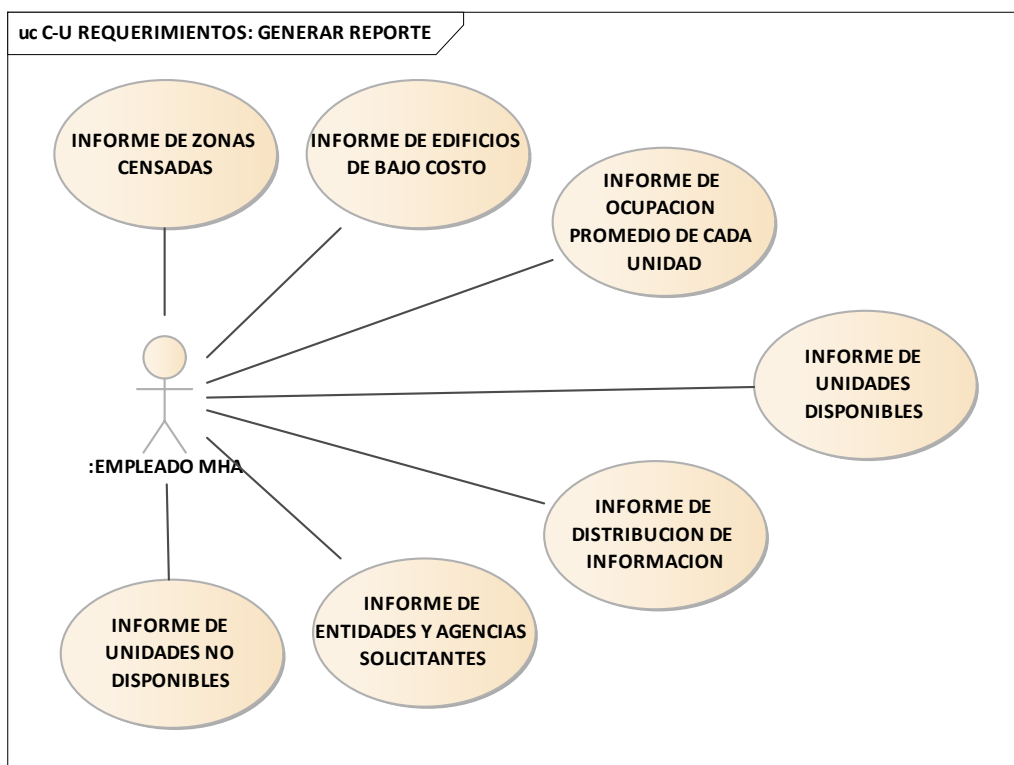 uc C-U REQUERIMIENTOS: GENERAR REPORTE
INFORME DE ZONAS
CENSADAS
INFORME DE EDIFICIOS
DE BAJO COSTO
INFORME DE
OCUPACION
PROMEDIO DE CADA
UNIDAD
INFORME DE
UNIDADES
DISPONIBLES
:EMPLEADO MHA
INFORME DE
DISTRIBUCION DE
INFORMACION
INFORME DE
ENTIDADES Y AGENCIAS
SOLICITANTES
INFORME DE
UNIDADES NO
DISPONIBLES